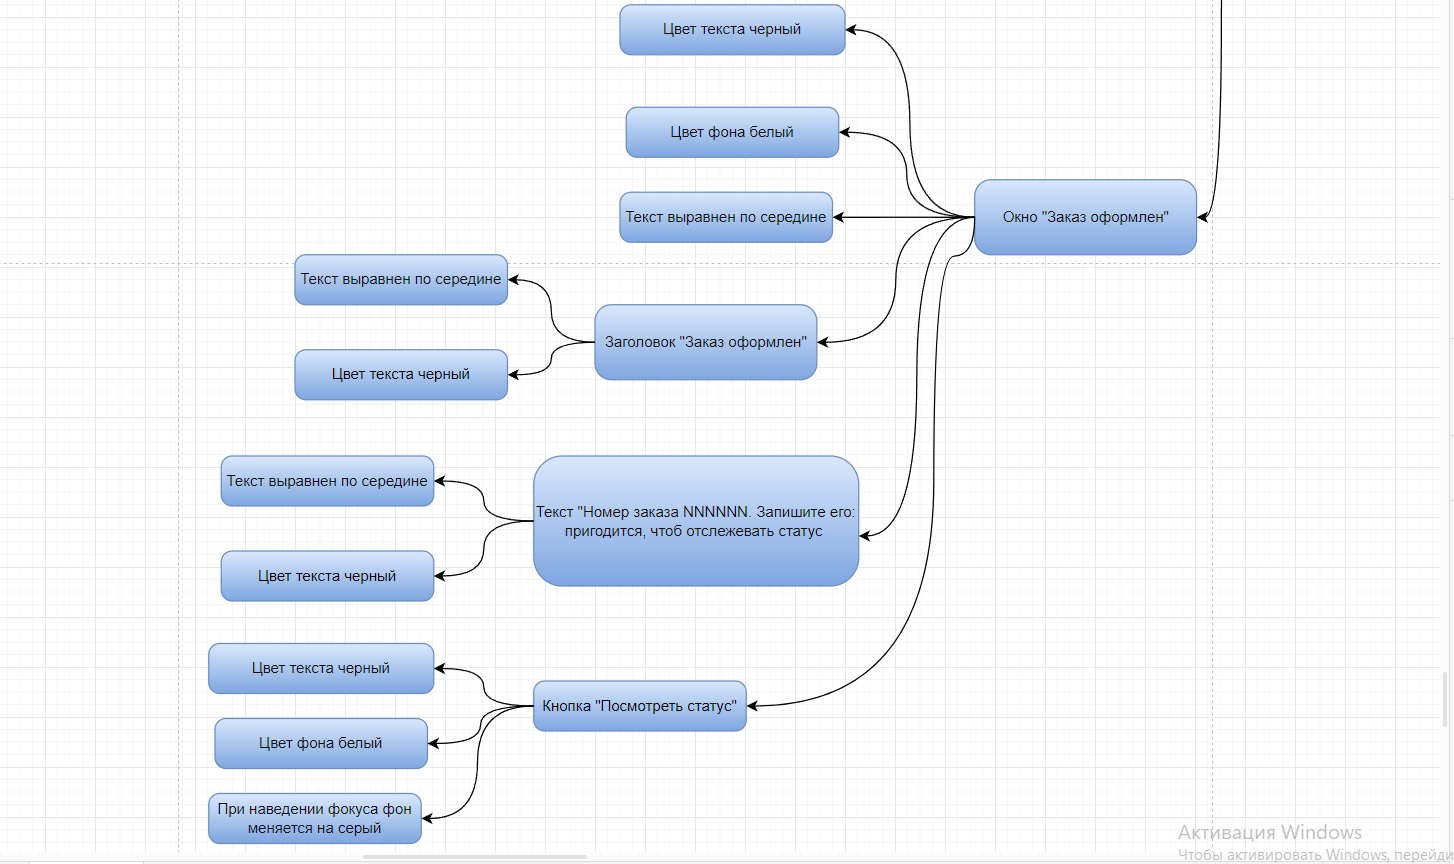 Цвет текста черный
Цвет фона белый
Текст выравнен по середине
Окно "Заказ оформлен"
Текст выравнен по середине
Заголовок "Заказ оформлен"
Цвет текста черный
Текст выравнен по середине
Текст "Номер заказа NNNNNN. Запишите его:
пригодится, чтоб отслежевать статус
Цвет текста черный
Цвет текста черный
Кнопка "Посмотреть статус"
Цвет фона белый
При наведении фокуса фон
меняется на серый
Активация Windows
Чтобы активировать Windows,